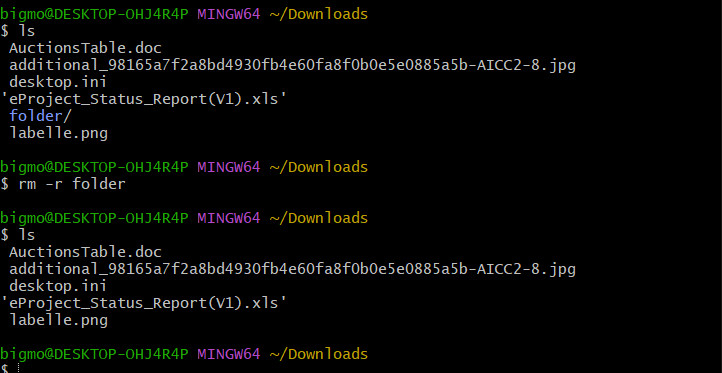 bigmo@DESKTOP-OHJ4R4P MINGW64 ~/Downloads
$ ls
 AuctionsTable.doc
 additional_98165a7f2a8bd4930fb4e60fa8f0b0e5e0885a5b-AICC2-8.jpg
 desktop.ini
'eProject_Status_Report(V1).xls'
 folder/
 labelle.png

bigmo@DESKTOP-OHJ4R4P MINGW64 ~/Downloads
$ rm -r folder

bigmo@DESKTOP-OHJ4R4P MINGW64 ~/Downloads
$ ls
 AuctionsTable.doc
 additional_98165a7f2a8bd4930fb4e60fa8f0b0e5e0885a5b-AICC2-8.jpg
 desktop.ini
'eProject_Status_Report(V1).xls'
 labelle.png

bigmo@DESKTOP-OHJ4R4P MINGW64 ~/Downloads
$